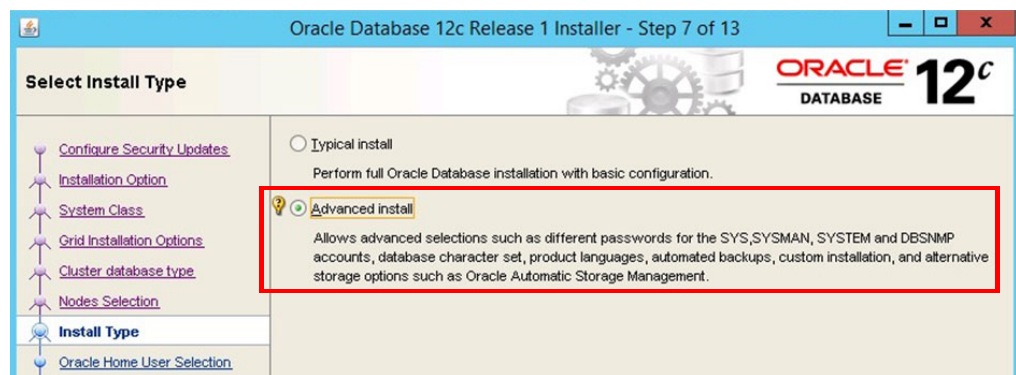 Oracle Database 12c Release 1 Installer - Step 7 of 13
Select Install Type
ORACLE DATABASE 12c
Configure Security Updates
Installation Option
System Class
Grid Installation Options
Cluster database type
Nodes Selection
Install Type
Oracle Home User Selection
Typical install
Perform full Oracle Database installation with basic configuration.
Advanced install
Allows advanced selections such as different passwords for the SYS,SYSMAN, SYSTEM and DBSNMP
accounts, database character set, product languages, automated backups, custom installation, and alternative
storage options such as Oracle Automatic Storage Management.